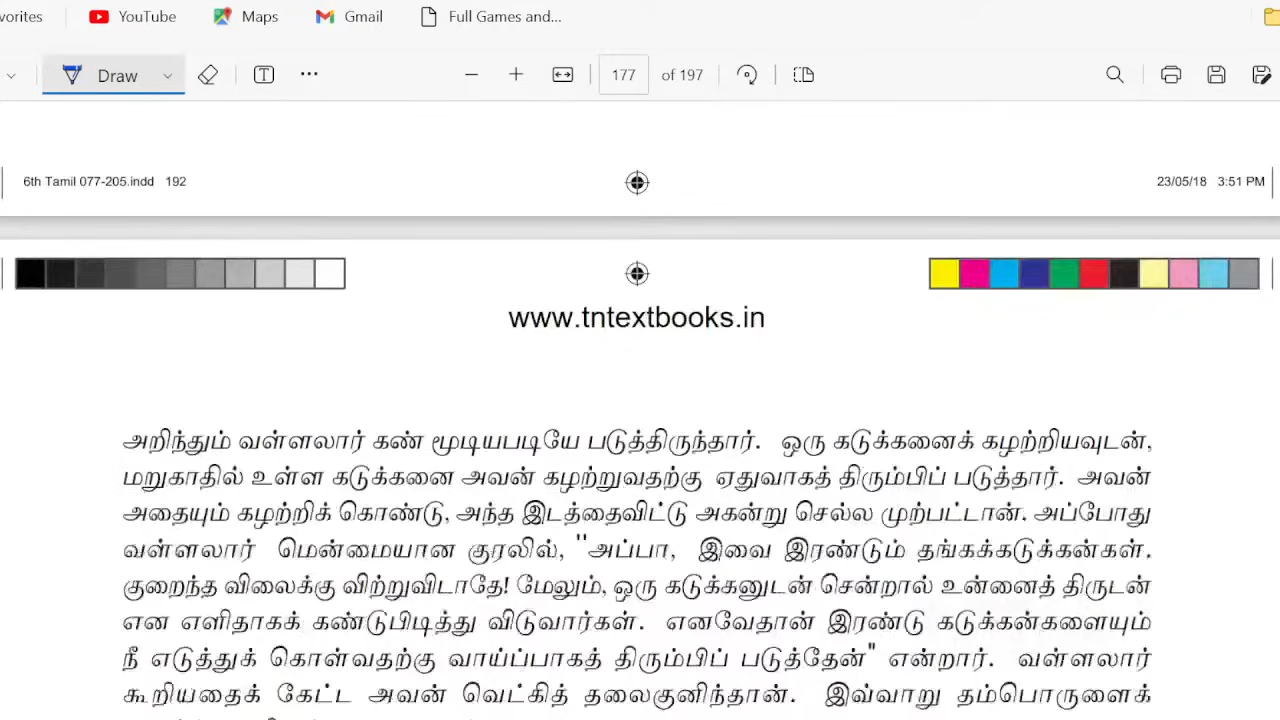 vorites YouTube Maps Gmail Full Games and...
Draw T 177 of 197
6th Tamil 077-205.indd 192 23/05/18 3:51 PM
www.tntextbooks.in
அறிந்தும் வள்ளலார் கண் மூடியபடியே படுத்திருந்தார். ஒரு கடுக்கனைக் கழற்றியவுடன்,
மறுகாதில் உள்ள கடுக்கனை அவன் கழற்றுவதற்கு ஏதுவாகத் திரும்பிப் படுத்தார். அவன்
அதையும் கழற்றிக் கொண்டு, அந்த இடத்தைவிட்டு அகன்று செல்ல முற்பட்டான். அப்போது
வள்ளலார் மென்மையான குரலில், "அப்பா, இவை இரண்டும் தங்கக்கடுக்கன்கள்.
குறைந்த விலைக்கு விற்றுவிடாதே! மேலும், ஒரு கடுக்கனுடன் சென்றால் உன்னைத் திருடன்
என எளிதாகக் கண்டுபிடித்து விடுவார்கள். எனவேதான் இரண்டு கடுக்கன்களையும்
நீ எடுத்துக் கொள்வதற்கு வாய்ப்பாகத் திரும்பிப் படுத்தேன்" என்றார். வள்ளலார்
கூறியதைக் கேட்ட அவன் வெட்கித் தலைகுனிந்தான். இவ்வாறு தம்பொருளைக்